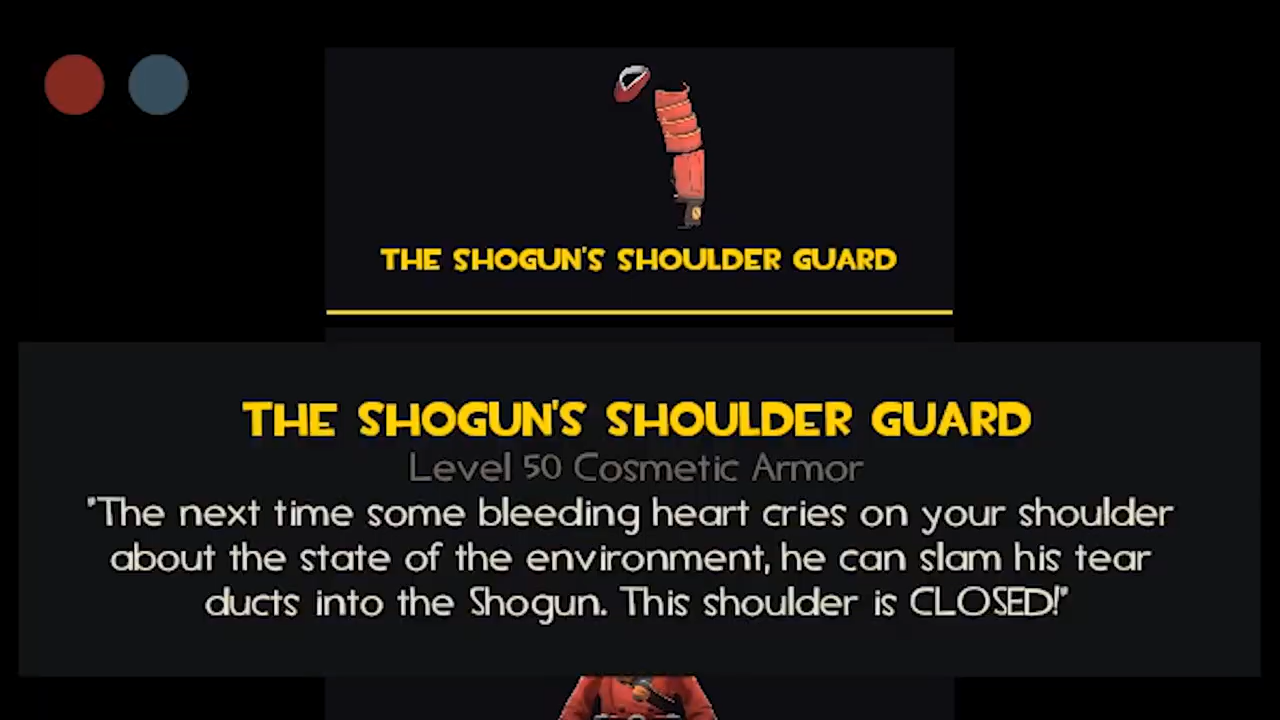 THE SHOGUN'S SHOULDER GUARD
THE SHOGUN'S SHOULDER GUARD
Level 50 Cosmetic Armor
"The next time some bleeding heart cries on your shoulder
about the state of the environment, he can slam his tear
ducts into the Shogun. This shoulder is CLOSED!"